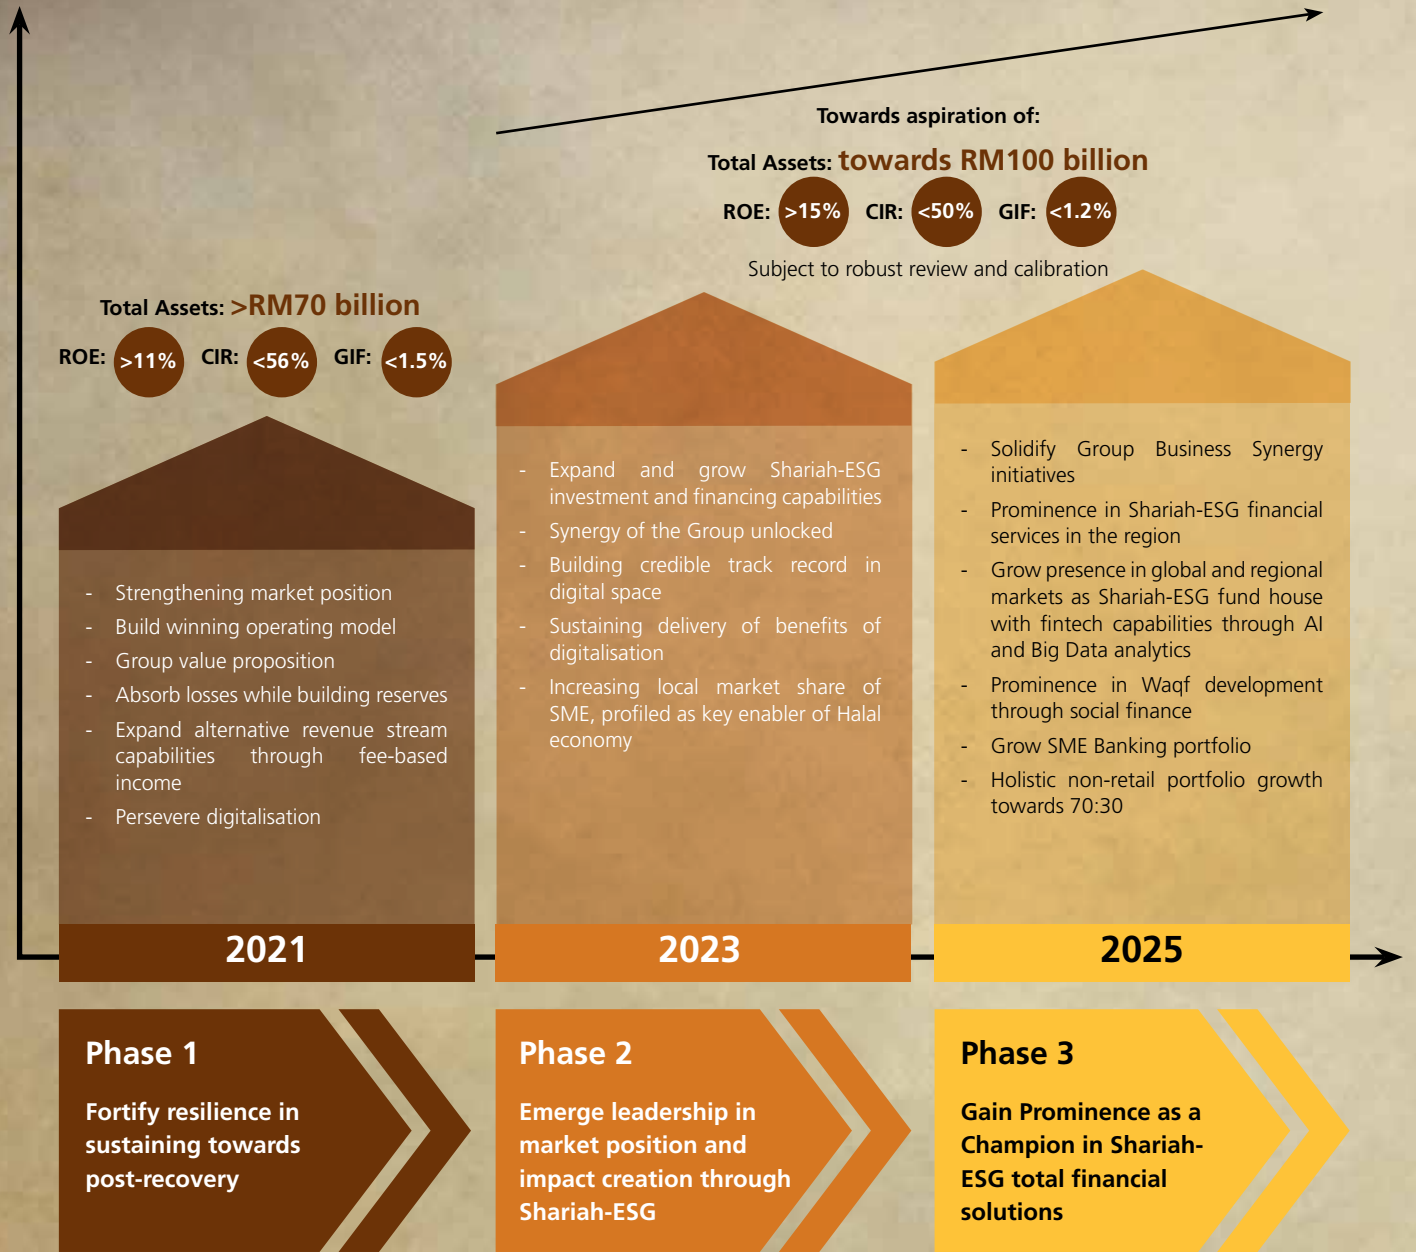 Towards aspiration of:
Total Assets: towards RM100 billion
ROE: >15% CIR: <50% GIF: <1.2%
Subject to robust review and calibration
Total Assets: >RM70 billion
ROE: >11% CIR: <56% GIF: <1.5%
- Strengthening market position
- Build winning operating model
- Group value proposition
- Absorb losses while building reserves
- Expand alternative revenue stream
capabilities through fee-based
income
- Persevere digitalisation
2021
- Expand and grow Shariah-ESG
investment and financing capabilities
- Synergy of the Group unlocked
- Building credible track record in
digital space
- Sustaining delivery of benefits of
digitalisation
- Increasing local market share of
SME, profiled as key enabler of Halal
economy
2023
- Solidify Group Business Synergy
initiatives
- Prominence in Shariah-ESG financial
services in the region
- Grow presence in global and regional
markets as Shariah-ESG fund house
with fintech capabilities through AI
and Big Data analytics
- Prominence in Waqf development
through social finance
- Grow SME Banking portfolio
- Holistic non-retail portfolio growth
towards 70:30
2025
Phase 1
Fortify resilience in
sustaining towards
post-recovery
Phase 2
Emerge leadership in
market position and
impact creation through
Shariah-ESG
Phase 3
Gain Prominence as a
Champion in Shariah-
ESG total financial
solutions